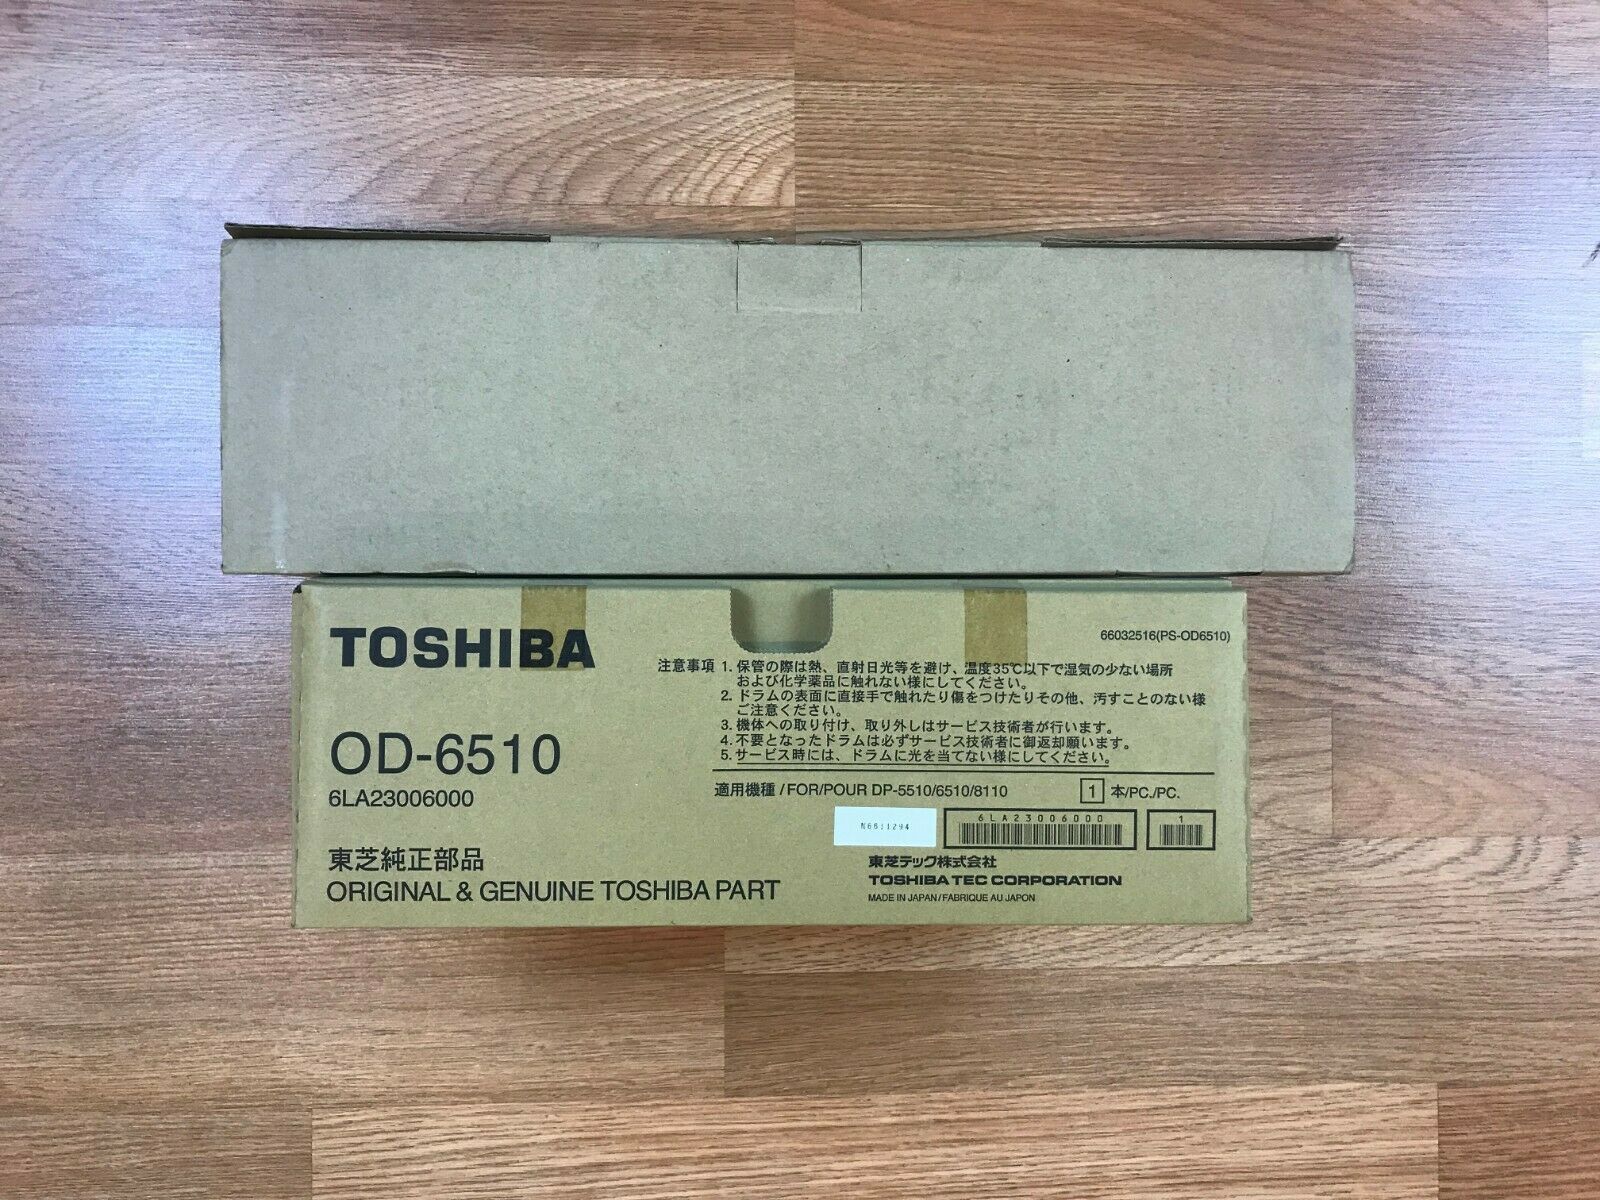 TOSHIBA
OD-6510
6LA23006000
東芝純正部品
ORIGINAL & GENUINE TOSHIBA PART
66032516(PS-OD6510)
注意事項 1. 保管の際は熱、直射日光等を避け、温度35℃以下で湿気の少ない場所
および化学薬品に触れない様にしてください。
2. ドラムの表面に直接手で触れたり傷をつけたりその他、汚すことのない様
ご注意ください。
3. 機体への取り付け、取り外しはサービス技術者が行います。
4. 不要となったドラムは必ずサービス技術者に御返却願います。
5. サービス時には、ドラムに光を当てない様にしてください。
適用機種 /FOR/POUR DP-5510/6510/8110 1 本/PC./PC.
N6611294
6LA23006000
1
東芝テック株式会社
TOSHIBA TEC CORPORATION
MADE IN JAPAN/FABRIQUE AU JAPON